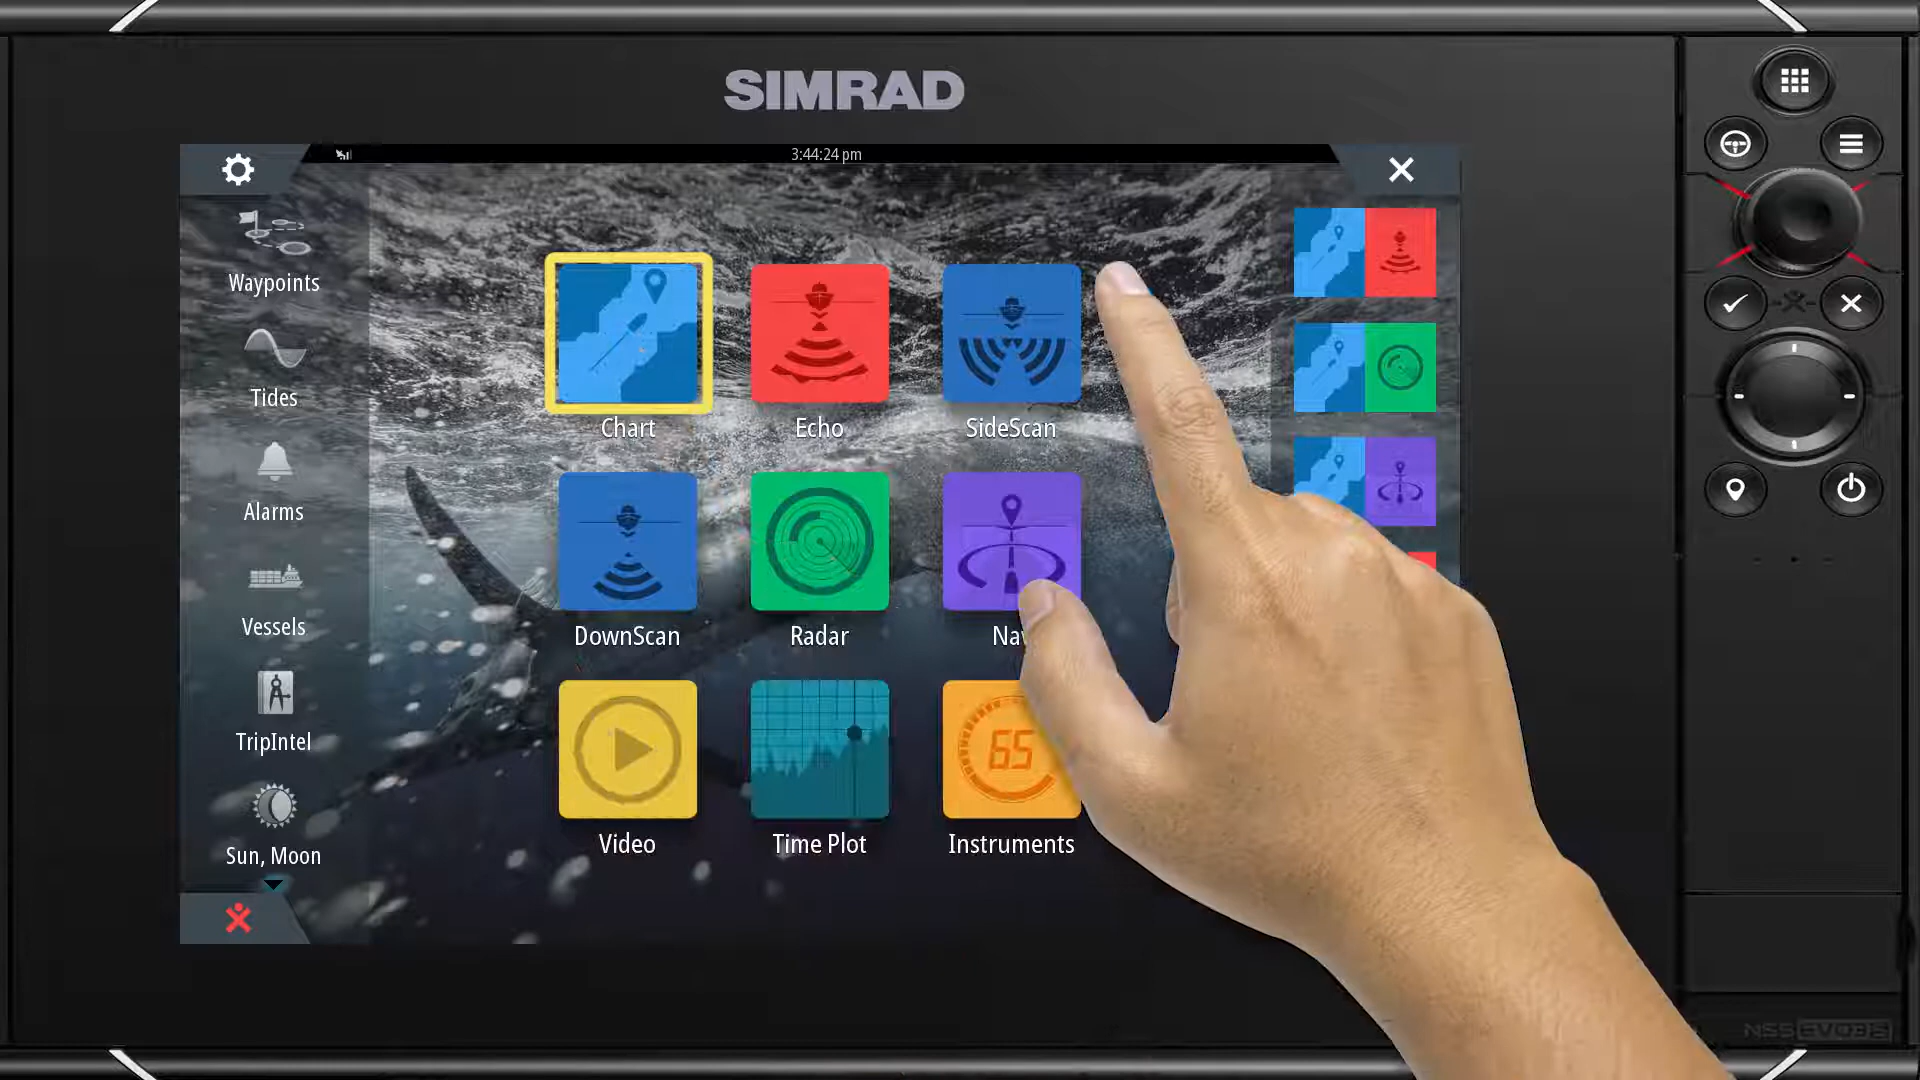 SIMRAD
3:44:24 pm
Waypoints
Tides
Alarms
Vessels
TripIntel
Sun, Moon
Chart
Echo
SideScan
DownScan
Radar
Nav
Video
Time Plot
65
Instruments
NSS EVO3S